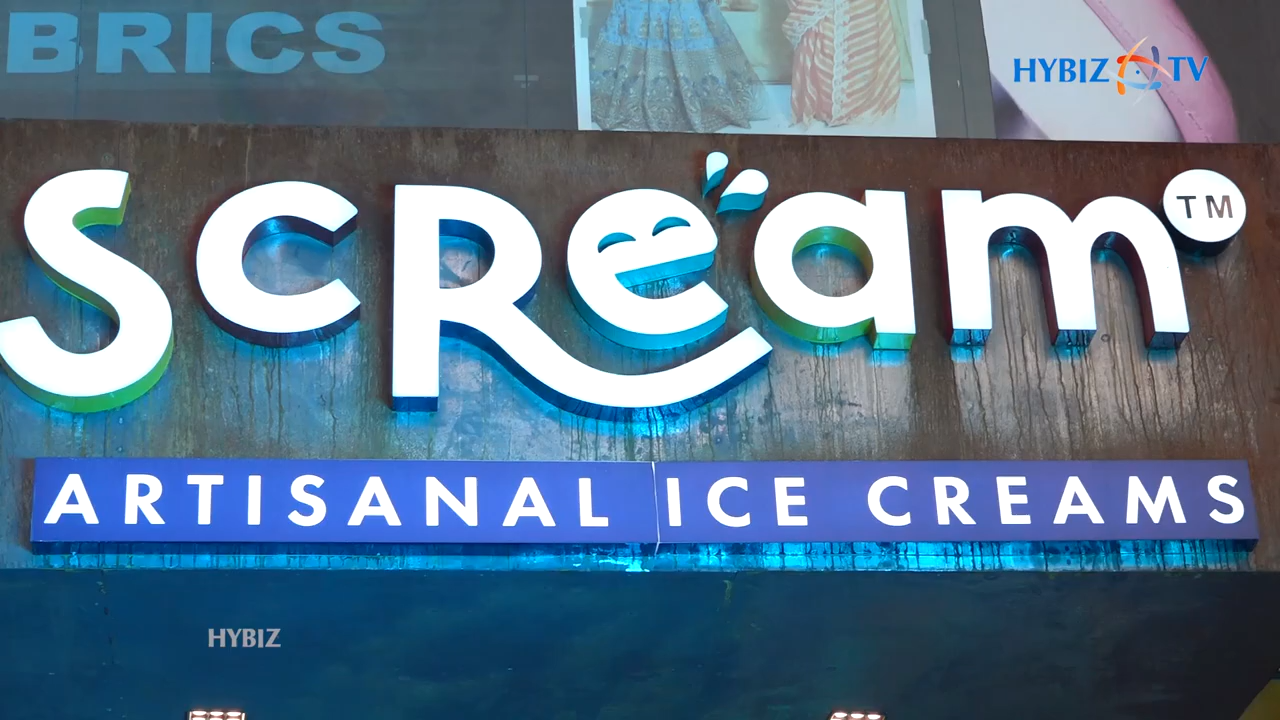 BRICS
HYBIZ TV
scReam TM
ARTISANAL ICE CREAMS
HYBIZ